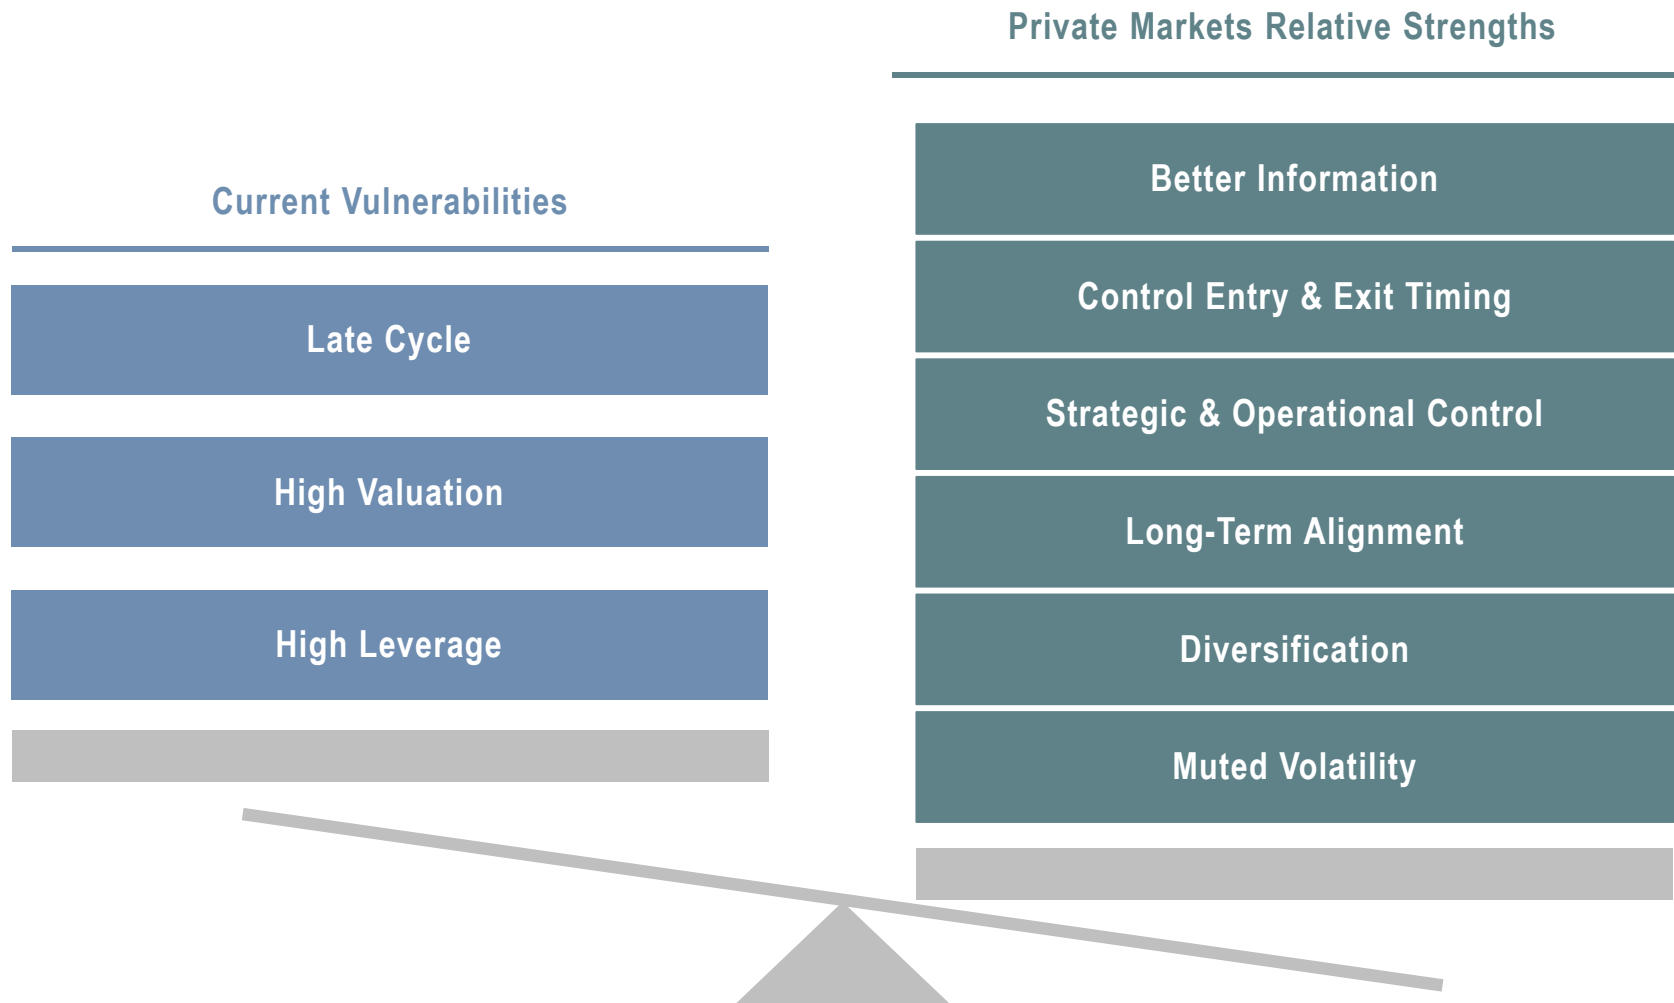 Current Vulnerabilities
Late Cycle
High Valuation
High Leverage
Private Markets Relative Strengths
Better Information
Control Entry & Exit Timing
Strategic & Operational Control
Long-Term Alignment
Diversification
Muted Volatility